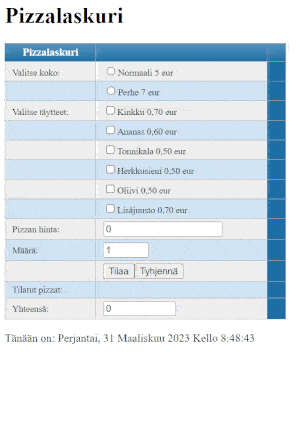 Pizzalaskuri
Pizzalaskuri
Valitse koko: Normaali 5 eur
Perhe 7 eur
Valitse täytteet: Kinkku 0,70 eur
Ananas 0,60 eur
Tonnikala 0,50 eur
Herkkusieni 0,50 eur
Oliivi 0,50 eur
Lisäjuusto 0,70 eur
Pizzan hinta: 0
Määrä: 1
Tilaa Tyhjennä
Tilatut pizzat:
Yhteensä: 0
Tänään on: Perjantai, 31 Maaliskuu 2023 Kello 8:48:43